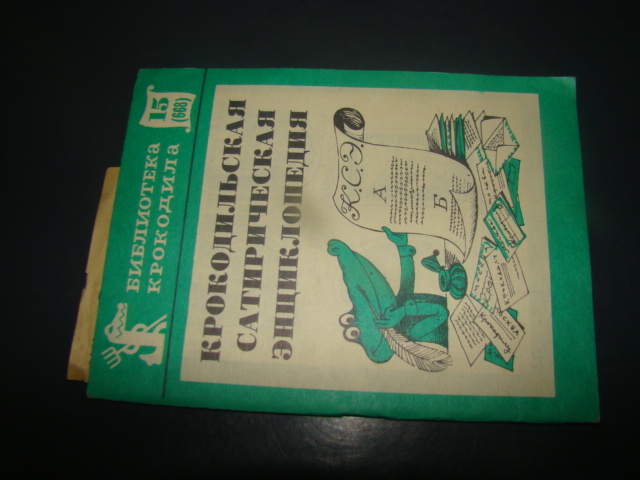 БИБЛИОТЕКА
КРОКОДИЛА
15
(668)
КРОКОДИЛЬСКАЯ
САТИРИЧЕСКАЯ
ЭНЦИКЛОПЕДИЯ
К.С.Э.
А
Б